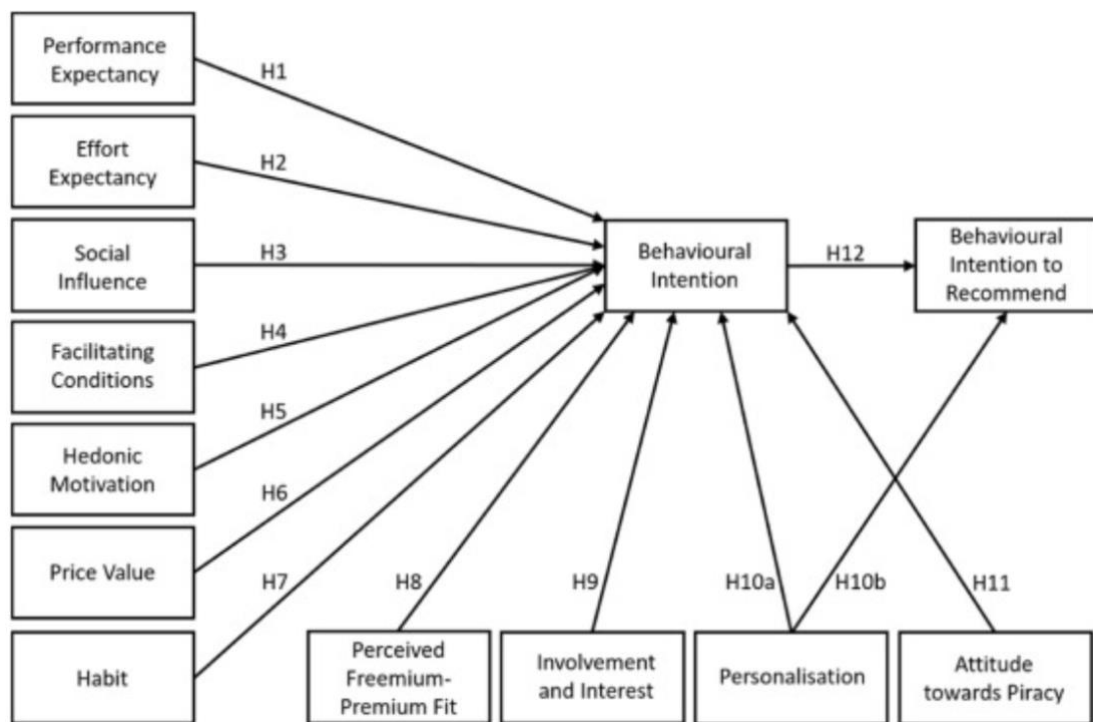 Performance
Expectancy
H1
Effort
Expectancy
H2
Social
Influence
H3
Behavioural
Intention
H12
Behavioural
Intention to
Recommend
Facilitating
Conditions
H4
Hedonic
Motivation
H5
Price Value
H6
Habit
H7
H8
H9
H10a
H10b
H11
Perceived
Freemium-
Premium Fit
Involvement
and Interest
Personalisation
Attitude
towards Piracy